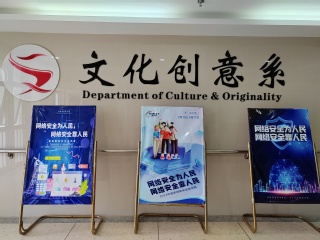 文化创意系
Department of Culture & Originality
网络安全为人民，
网络安全靠人民
网络安全为人民
网络安全靠人民
网络安全为人民
网络安全靠人民